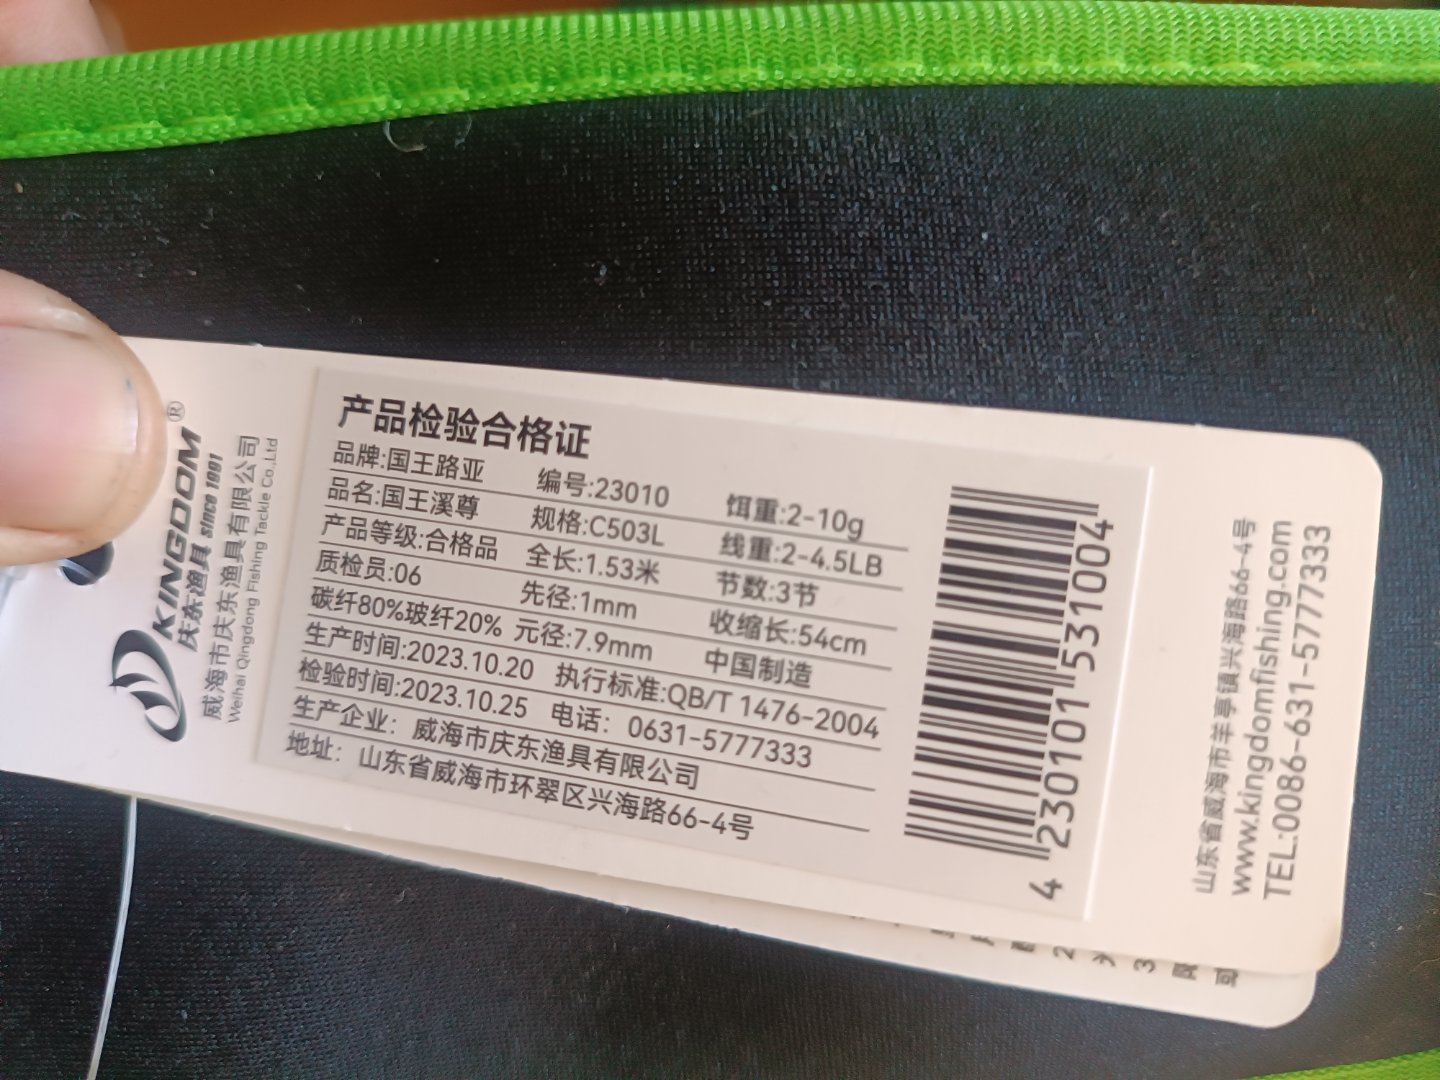 KINGDOM®
庆东渔具 since 1991
威海市庆东渔具有限公司
Weihai Qingdong Fishing Tackle Co.,Ltd
产品检验合格证
品牌:国王路亚 编号:23010 饵重:2-10g
品名:国王溪尊 规格:C503L 线重:2-4.5LB
产品等级:合格品 全长:1.53米 节数:3节
质检员:06 先径:1mm 收缩长:54cm
碳纤80%玻纤20% 元径:7.9mm 中国制造
生产时间:2023.10.20 执行标准:QB/T 1476-2004
检验时间:2023.10.25 电话: 0631-5777333
生产企业: 威海市庆东渔具有限公司
地址: 山东省威海市环翠区兴海路66-4号
4 230101 531004
山东省威海市羊亭镇兴海路66-4号
www.kingdomfishing.com
TEL:0086-631-5777333
2
3
或